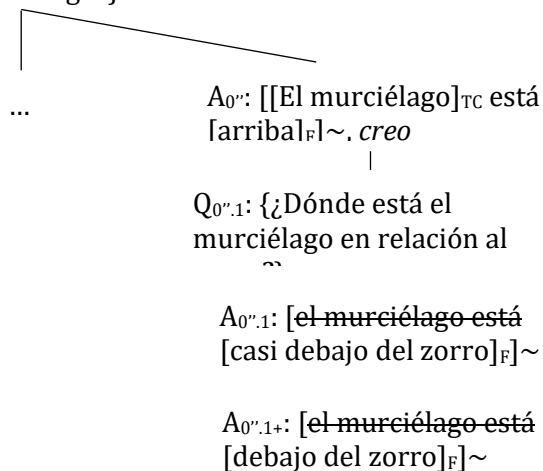 ...
A₀”: [[El murciélago]TC está
[arriba]F]~, creo
Q₀”.₁: {¿Dónde está el
murciélago en relación al
A₀”.₁: [el murciélago está
[casi debajo del zorro]F]~
A₀”.₁₊: [el murciélago está
[debajo del zorro]F]~